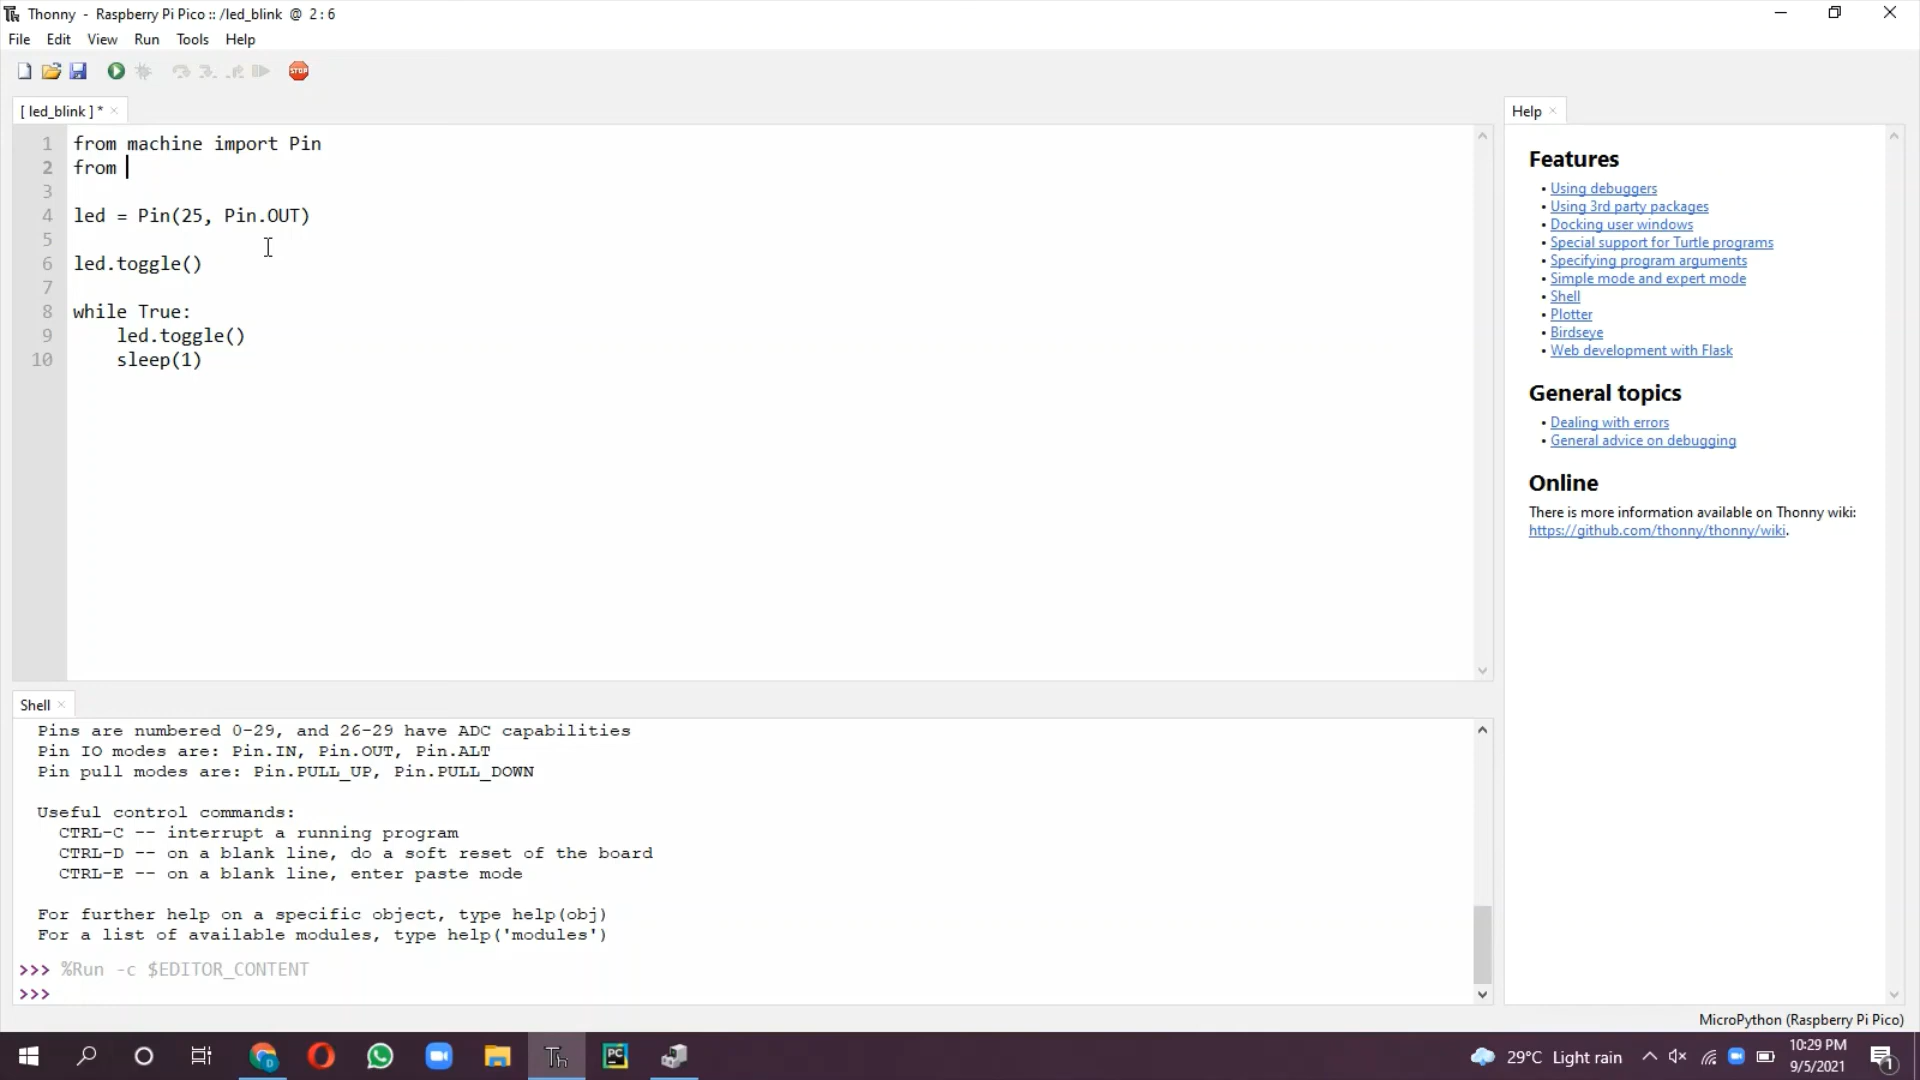 Thonny - Raspberry Pi Pico :: /led_blink @ 2:6
File Edit View Run Tools Help
STOP
[ led_blink ] *
1 from machine import Pin
2 from
3
4 led = Pin(25, Pin.OUT)
5
6 led.toggle()
7
8 while True:
9 led.toggle()
10 sleep(1)
Help
Features
• Using debuggers
• Using 3rd party packages
• Docking user windows
• Special support for Turtle programs
• Specifying program arguments
• Simple mode and expert mode
• Shell
• Plotter
• Birdseye
• Web development with Flask
General topics
• Dealing with errors
• General advice on debugging
Online
There is more information available on Thonny wiki:
https://github.com/thonny/thonny/wiki.
Shell
Pins are numbered 0-29, and 26-29 have ADC capabilities
Pin IO modes are: Pin.IN, Pin.OUT, Pin.ALT
Pin pull modes are: Pin.PULL_UP, Pin.PULL_DOWN
Useful control commands:
CTRL-C -- interrupt a running program
CTRL-D -- on a blank line, do a soft reset of the board
CTRL-E -- on a blank line, enter paste mode
For further help on a specific object, type help(obj)
For a list of available modules, type help('modules')
>>> %Run -c $EDITOR_CONTENT
>>>
MicroPython (Raspberry Pi Pico)
D
Th
PC
29°C Light rain
10:29 PM
9/5/2021
1